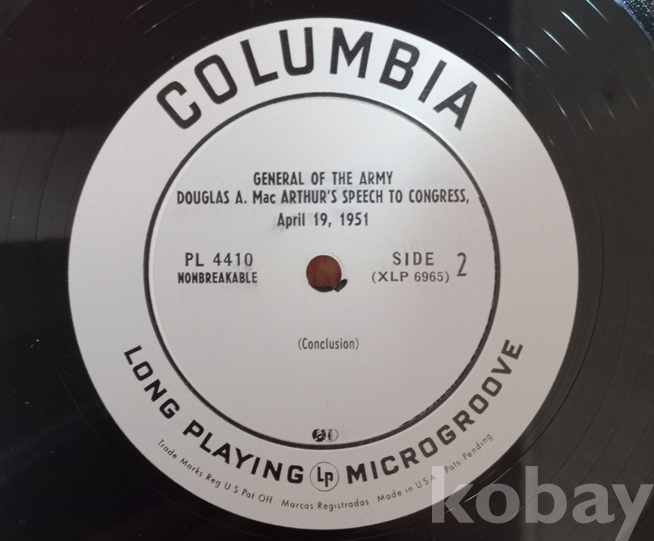 COLUMBIA
GENERAL OF THE ARMY
DOUGLAS A. Mac ARTHUR'S SPEECH TO CONGRESS,
April 19, 1951
PL 4410
NONBREAKABLE
SIDE 2
(XLP 6965)
(Conclusion)
LONG PLAYING Lp MICROGROOVE
Trade Marks Reg U S Pat Off Marcas Registradas Made in U.S.A. Pats Pending
kobay